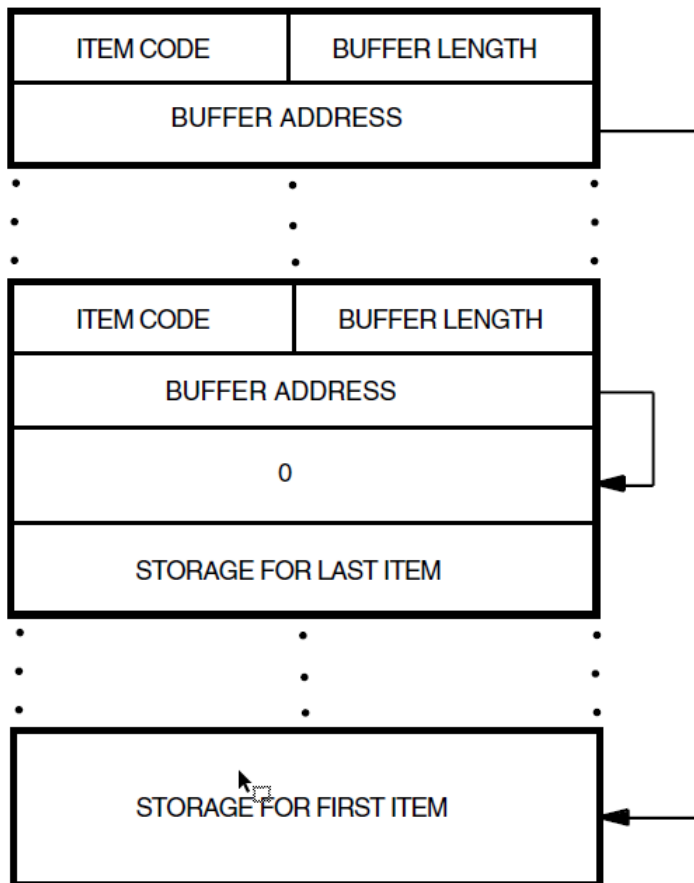 ITEM CODE BUFFER LENGTH
BUFFER ADDRESS
ITEM CODE BUFFER LENGTH
BUFFER ADDRESS
0
STORAGE FOR LAST ITEM
STORAGE FOR FIRST ITEM